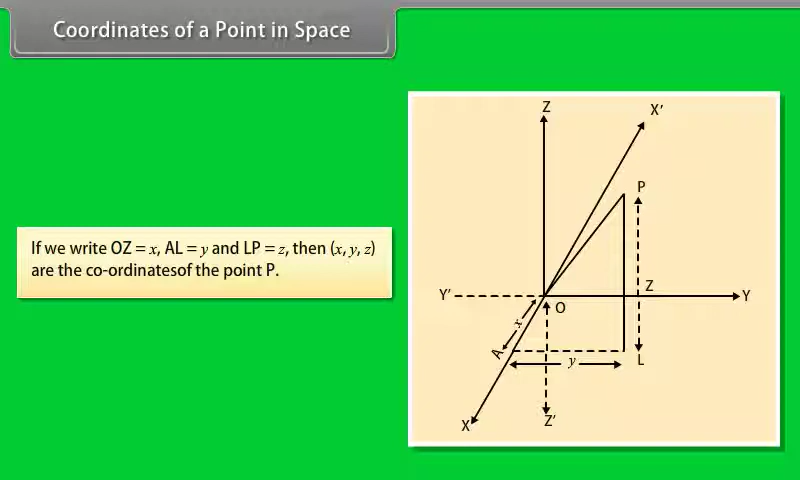 Coordinates of a Point in Space
If we write OZ = x, AL = y and LP = z, then (x, y, z)
are the co-ordinatesof the point P.
Z
X'
P
Y'
Z
Y
O
x
A
y
L
X
Z'